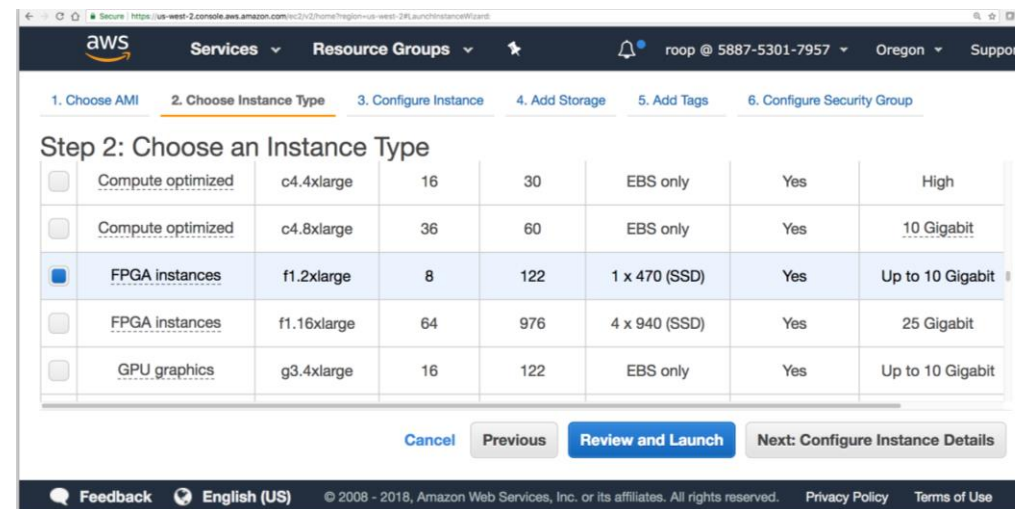 Secure | https://us-west-2.console.aws.amazon.com/ec2/v2/home?region=us-west-2#LaunchInstanceWizard:
aws Services Resource Groups roop @ 5887-5301-7957 Oregon Suppor
1. Choose AMI 2. Choose Instance Type 3. Configure Instance 4. Add Storage 5. Add Tags 6. Configure Security Group
Step 2: Choose an Instance Type
Compute optimized c4.4xlarge 16 30 EBS only Yes High
Compute optimized c4.8xlarge 36 60 EBS only Yes 10 Gigabit
FPGA instances f1.2xlarge 8 122 1 x 470 (SSD) Yes Up to 10 Gigabit
FPGA instances f1.16xlarge 64 976 4 x 940 (SSD) Yes 25 Gigabit
GPU graphics g3.4xlarge 16 122 EBS only Yes Up to 10 Gigabit
Cancel Previous Review and Launch Next: Configure Instance Details
Feedback English (US) © 2008 - 2018, Amazon Web Services, Inc. or its affiliates. All rights reserved. Privacy Policy Terms of Use